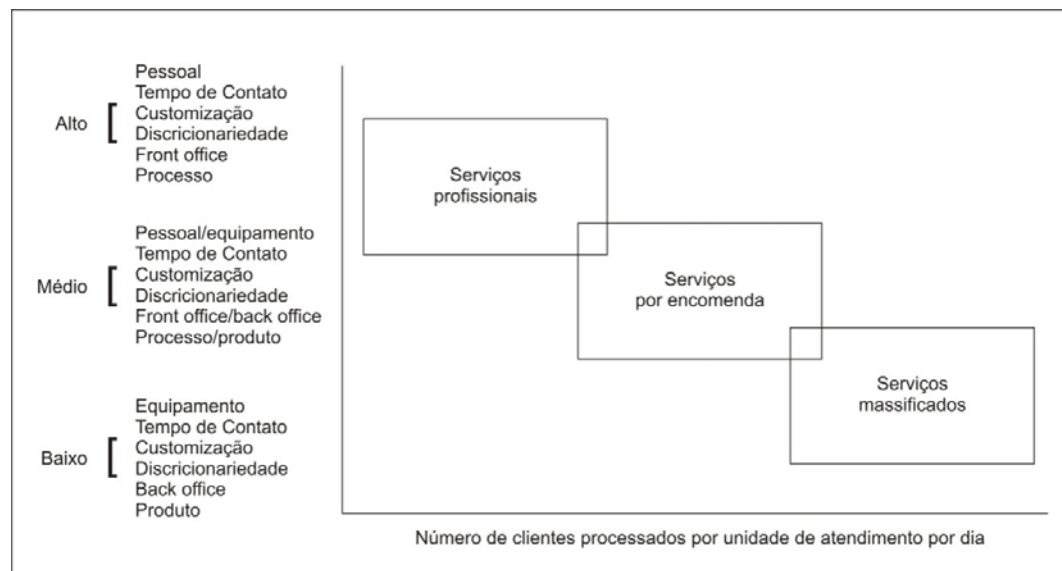 Alto
Pessoal
Tempo de Contato
Customização
Discricionariedade
Front office
Processo
Médio
Pessoal/equipamento
Tempo de Contato
Customização
Discricionariedade
Front office/back office
Processo/produto
Baixo
Equipamento
Tempo de Contato
Customização
Discricionariedade
Back office
Produto
Serviços
profissionais
Serviços
por encomenda
Serviços
massificados
Número de clientes processados por unidade de atendimento por dia